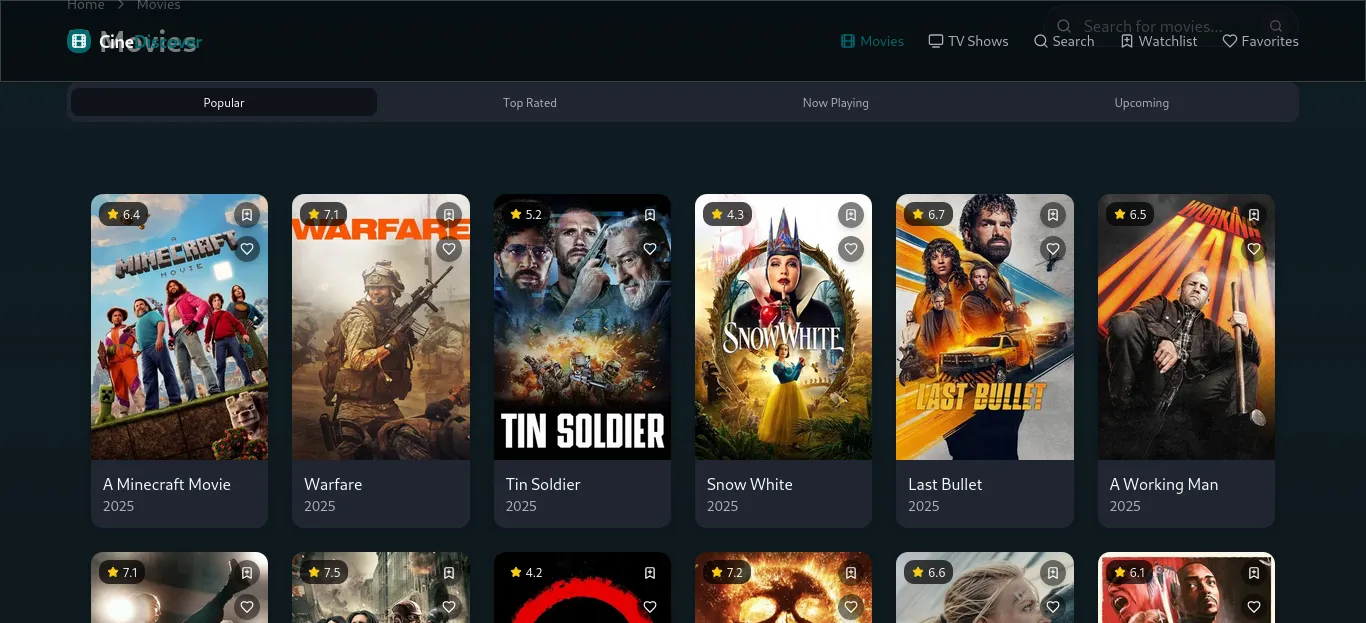 Home > Movies
Movies
Search for movies...
CineDiscover
Movies
TV Shows
Search
Watchlist
Favorites
Popular
Top Rated
Now Playing
Upcoming
6.4
A
MINECRAFT
MOVIE
A Minecraft Movie
2025
7.1
WARFARE
Warfare
2025
5.2
TIN SOLDIER
Tin Soldier
2025
4.3
SNOW WHITE
Snow White
2025
6.7
LAST BULLET
Last Bullet
2025
6.5
WORKING
MAN
A Working Man
2025
7.1
7.5
4.2
7.2
6.6
6.1